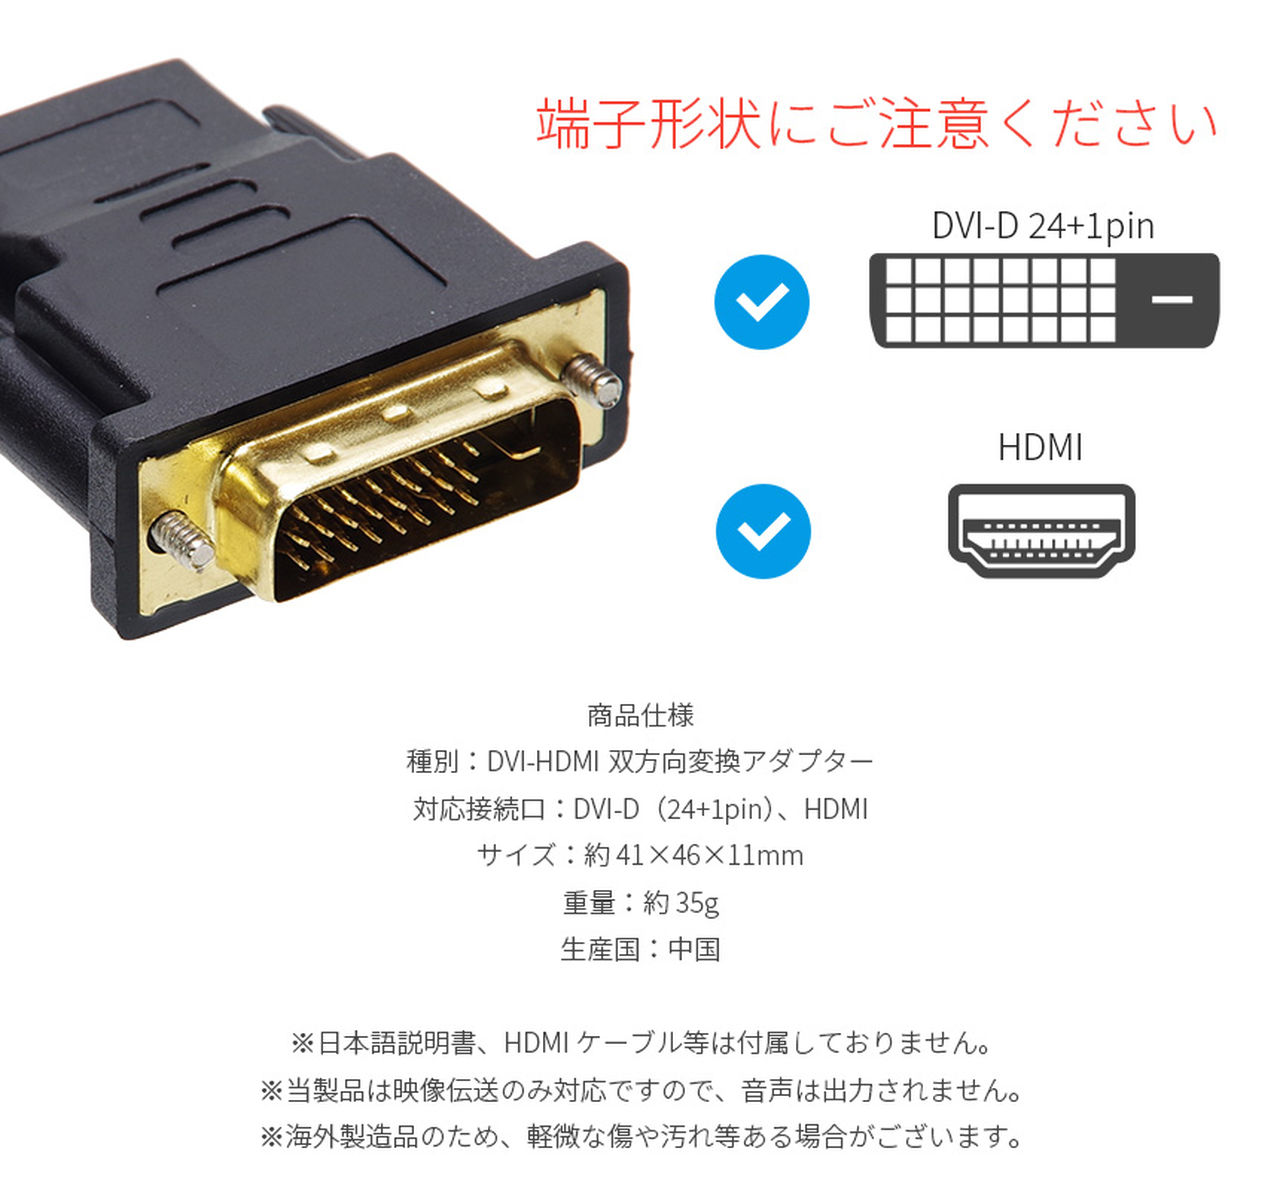 端子形状にご注意ください
DVI-D 24+1pin
HDMI
商品仕様
種別：DVI-HDMI 双方向変換アダプター
対応接続口：DVI-D（24+1pin）、HDMI
サイズ：約 41×46×11mm
重量：約 35g
生産国：中国
※日本語説明書、HDMI ケーブル等は付属しておりません。
※当製品は映像伝送のみ対応ですので、音声は出力されません。
※海外製造品のため、軽微な傷や汚れ等ある場合がございます。